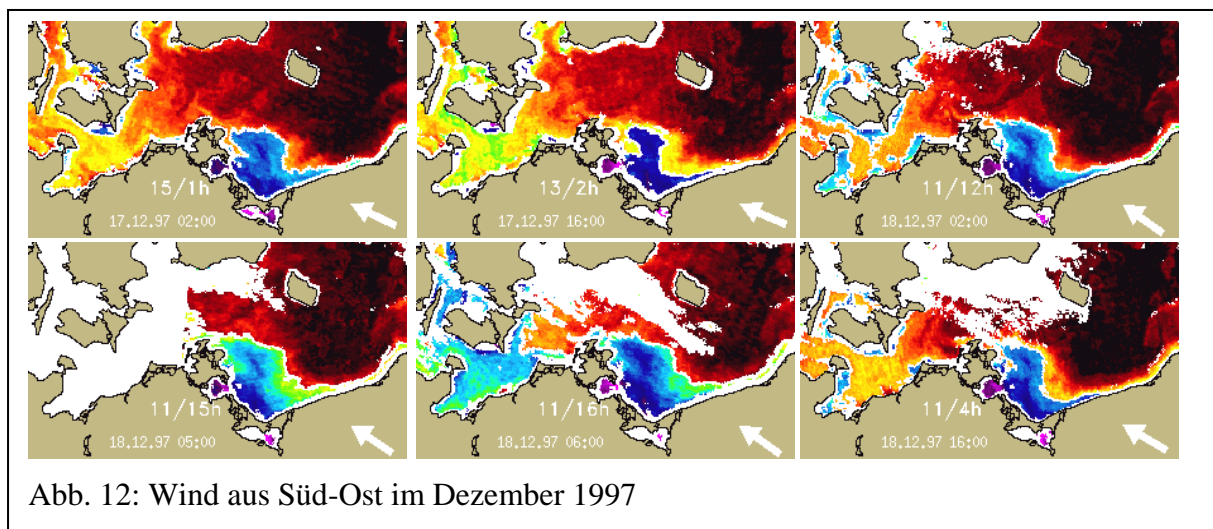 15/1h
17.12.97 02:00
13/2h
17.12.97 16:00
11/12h
18.12.97 02:00
11/15h
18.12.97 05:00
11/16h
18.12.97 06:00
11/4h
18.12.97 16:00
Abb. 12: Wind aus Süd-Ost im Dezember 1997